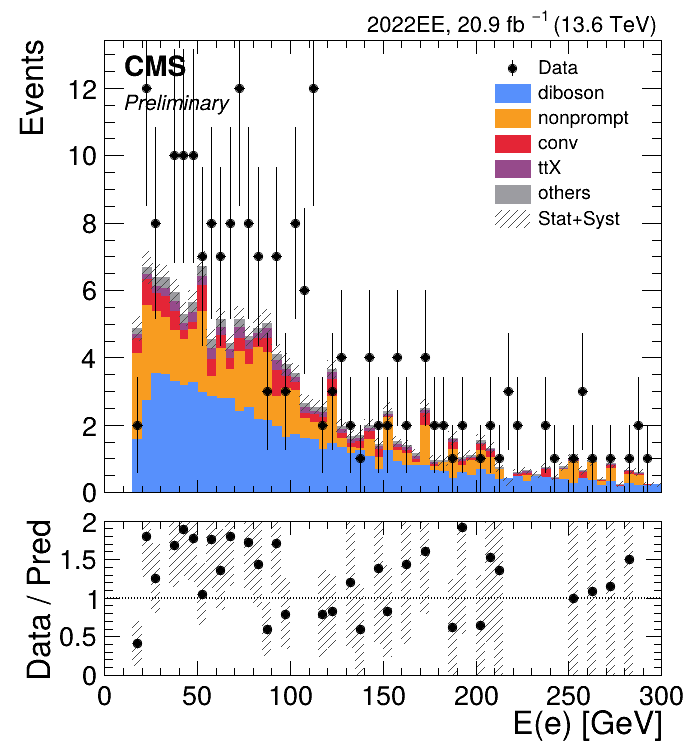 2022EE, 20.9 fb⁻¹ (13.6 TeV)
CMS
Preliminary
Events
12
10
8
6
4
2
0
Data
diboson
nonprompt
conv
ttX
others
Stat+Syst
Data / Pred
2
1.5
1
0.5
0
0 50 100 150 200 250 300
E(e) [GeV]